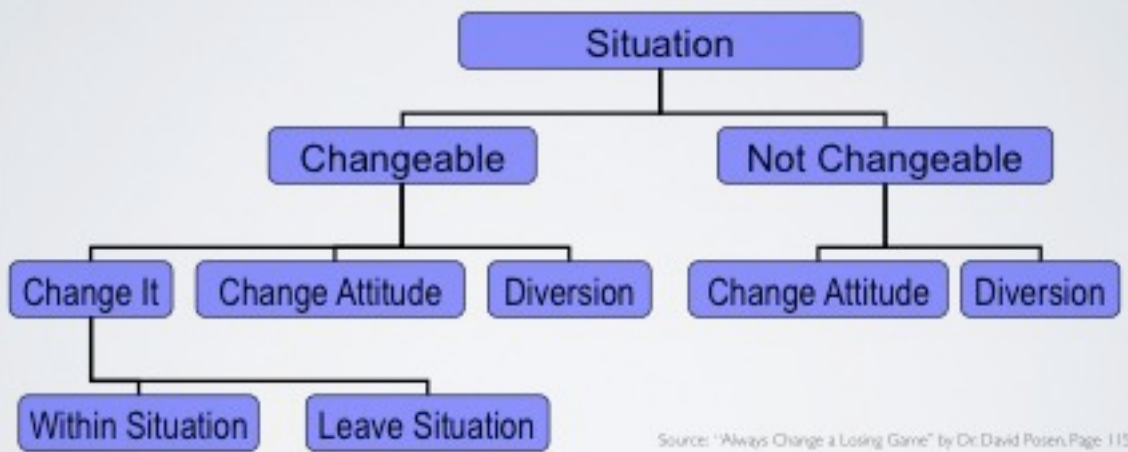 Situation
Changeable
Not Changeable
Change It
Change Attitude
Diversion
Change Attitude
Diversion
Within Situation
Leave Situation
Source: "Always Change a Losing Game" by Dr. David Posen, Page 115